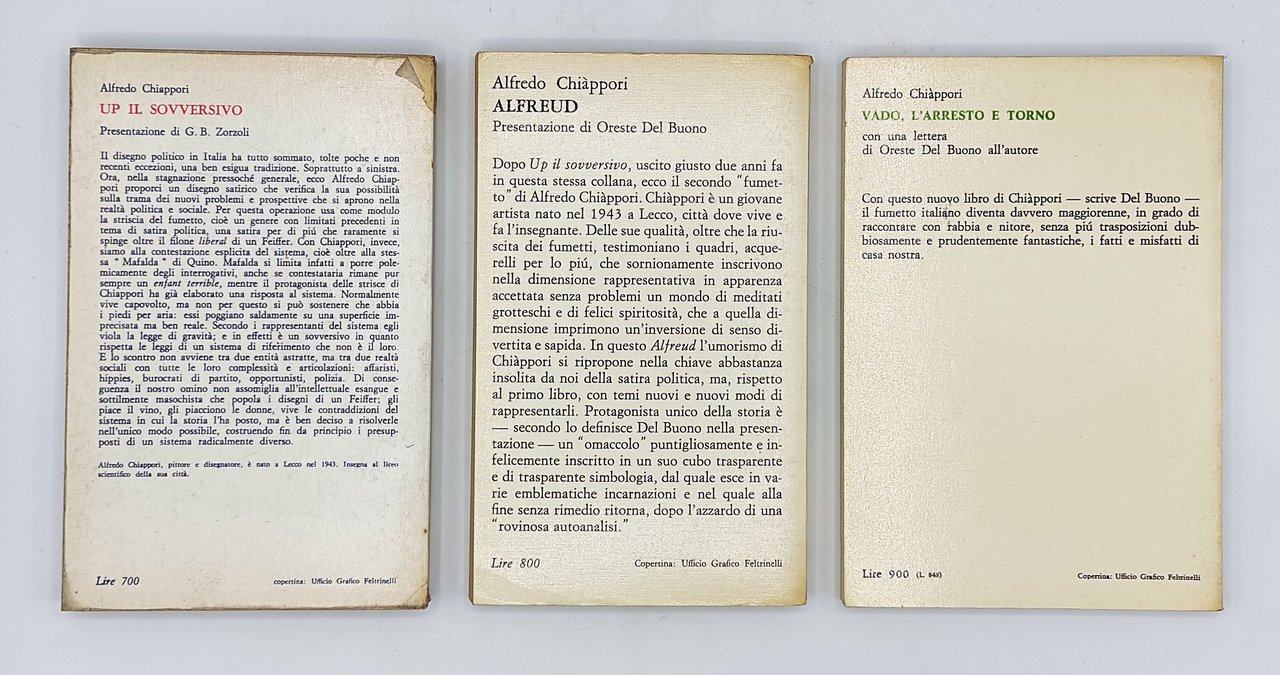 Alfredo Chiappori
UP IL SOVVERSIVO
Presentazione di G. B. Zorzoli
Il disegno politico in Italia ha tutto sommato, tolte poche e non
recenti eccezioni, una ben esigua tradizione. Soprattutto a sinistra.
Ora, nella stagnazione pressoché generale, ecco Alfredo Chiap-
pori proporci un disegno satirico che verifica la sua possibilità
sulla trama dei nuovi problemi e prospettive che si aprono nella
realtà politica e sociale. Per questa operazione usa come modulo
la striscia del fumetto, cioè un genere con limitati precedenti in
tema di satira politica, una satira per di piú che raramente si
spinge oltre il filone liberal di un Feiffer. Con Chiappori, invece,
siamo alla contestazione esplicita del sistema, cioè oltre alla stes-
sa "Mafalda" di Quino. Mafalda si limita infatti a porre pole-
micamente degli interrogativi, anche se contestataria rimane pur
sempre un enfant terrible, mentre il protagonista delle strisce di
Chiappori ha già elaborato una risposta al sistema. Normalmente
vive capovolto, ma non per questo si può sostenere che abbia
i piedi per aria: essi poggiano saldamente su una superficie im-
precisata ma ben reale. Secondo i rappresentanti del sistema egli
viola la legge di gravità; e in effetti è un sovversivo in quanto
rispetta le leggi di un sistema di riferimento che non è il loro.
E lo scontro non avviene tra due entità astratte, ma tra due realtà
sociali con tutte le loro complessità e articolazioni: affaristi,
hippies, burocrati di partito, opportunisti, polizia. Di conse-
guenza il nostro omino non assomiglia all'intellettuale esangue e
sottilmente masochista che popola i disegni di un Feiffer; gli
piace il vino, gli piacciono le donne, vive le contraddizioni del
sistema in cui la storia l'ha posto, ma è ben deciso a risolverle
nell'unico modo possibile, costruendo fin da principio i presup-
posti di un sistema radicalmente diverso.
Alfredo Chiappori, pittore e disegnatore, è nato a Lecco nel 1943. Insegna al liceo
scientifico della sua città.
Lire 700
copertina: Ufficio Grafico Feltrinelli
Alfredo Chiàppori
ALFREUD
Presentazione di Oreste Del Buono
Dopo Up il sovversivo, uscito giusto due anni fa
in questa stessa collana, ecco il secondo "fumet-
to" di Alfredo Chiàppori. Chiàppori è un giovane
artista nato nel 1943 a Lecco, città dove vive e
fa l'insegnante. Delle sue qualità, oltre che la riu-
scita dei fumetti, testimoniano i quadri, acque-
relli per lo piú, che sornionamente inscrivono
nella dimensione rappresentativa in apparenza
accettata senza problemi un mondo di meditati
grotteschi e di felici spiritosità, che a quella di-
mensione imprimono un'inversione di senso di-
vertita e sapida. In questo Alfreud l'umorismo di
Chiàppori si ripropone nella chiave abbastanza
insolita da noi della satira politica, ma, rispetto
al primo libro, con temi nuovi e nuovi modi di
rappresentarli. Protagonista unico della storia è
— secondo lo definisce Del Buono nella presen-
tazione — un "omaccolo" puntigliosamente e in-
felicemente inscritto in un suo cubo trasparente
e di trasparente simbologia, dal quale esce in va-
rie emblematiche incarnazioni e nel quale alla
fine senza rimedio ritorna, dopo l'azzardo di una
"rovinosa autoanalisi."
Lire 800
Copertina: Ufficio Grafico Feltrinelli
Alfredo Chiàppori
VADO, L'ARRESTO E TORNO
con una lettera
di Oreste Del Buono all'autore
Con questo nuovo libro di Chiàppori — scrive Del Buono —
il fumetto italiano diventa davvero maggiorenne, in grado di
raccontare con rabbia e nitore, senza piú trasposizioni dub-
biosamente e prudentemente fantastiche, i fatti e misfatti di
casa nostra.
Lire 900 (L. 848)
Copertina: Ufficio Grafico Feltrinelli